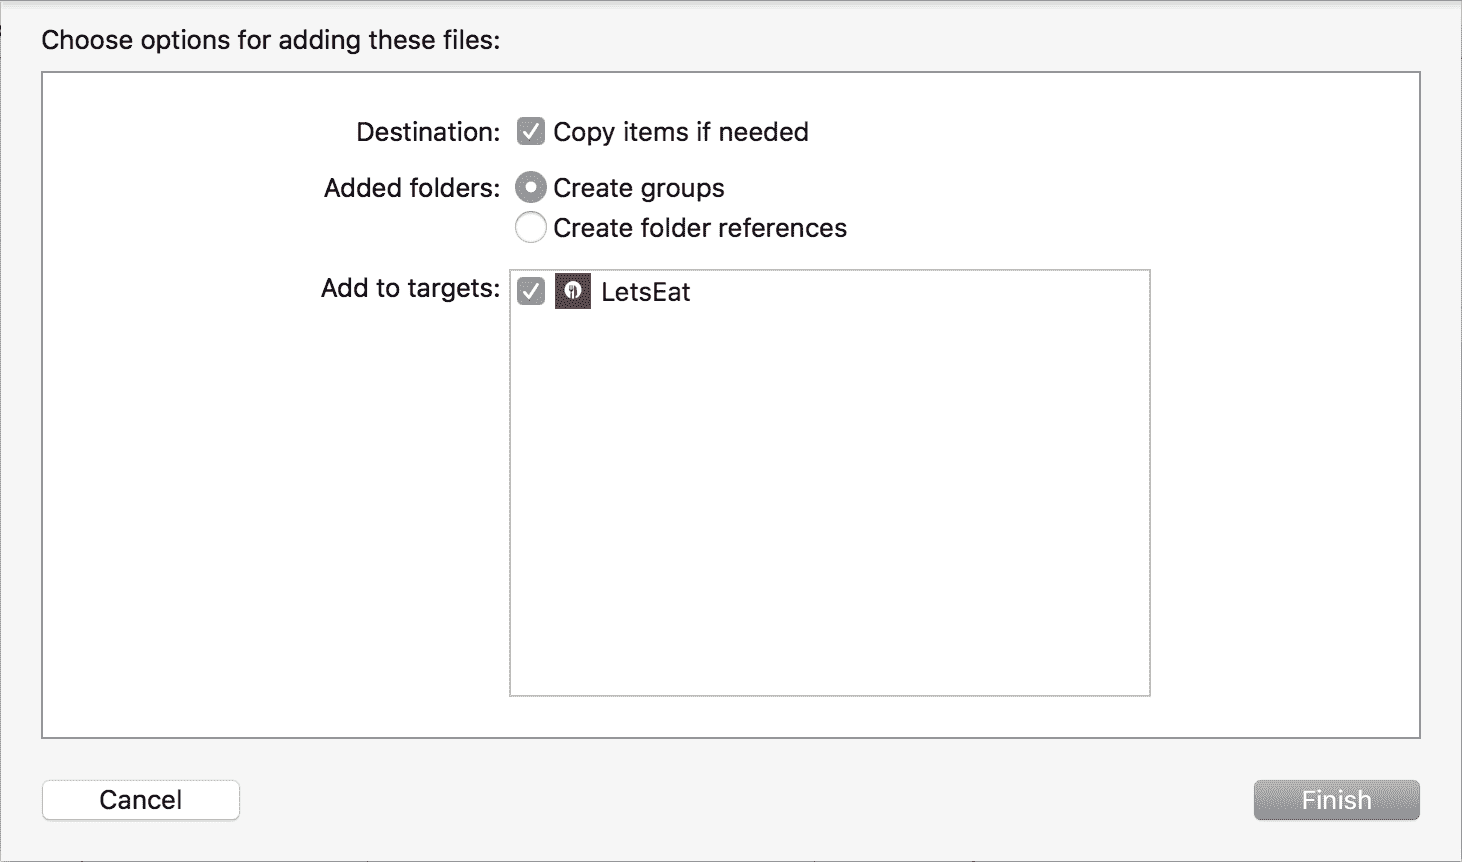 Choose options for adding these files:
Destination: Copy items if needed
Added folders: Create groups
Create folder references
Add to targets: LetsEat
Cancel Finish